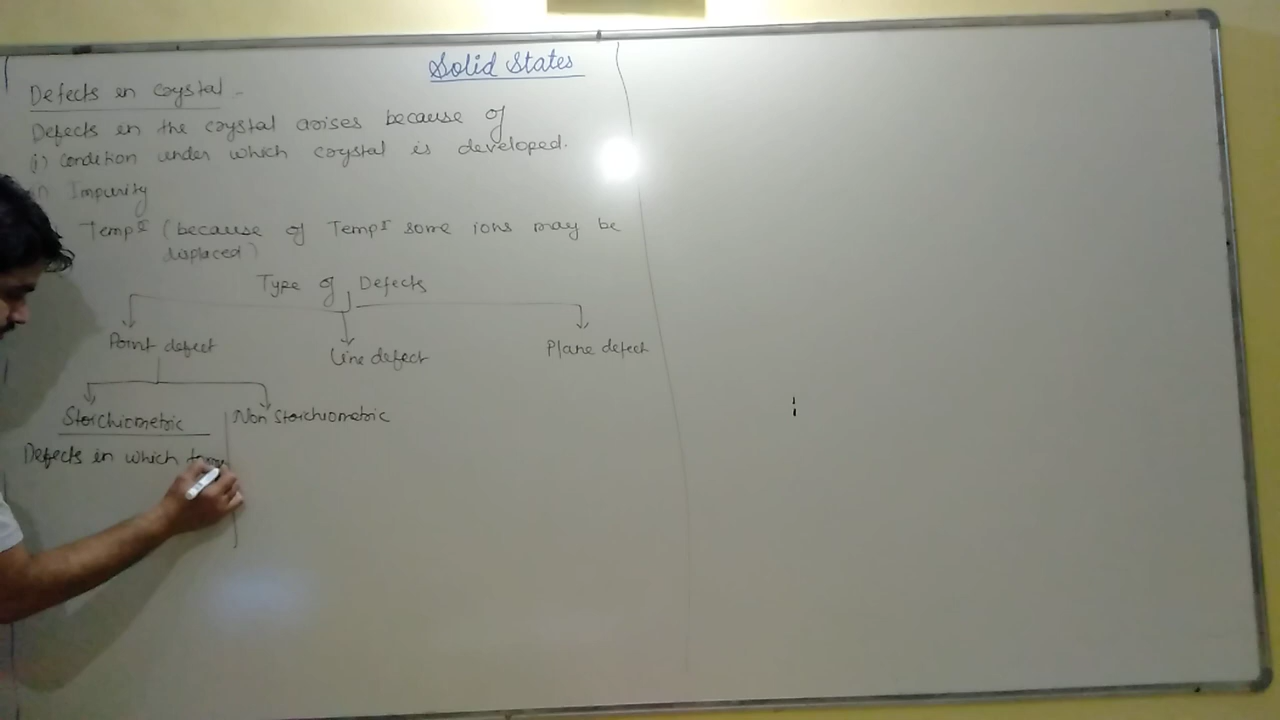 Solid States
Defects in Crystal -
Defects in the crystal arises because of
(i) Condition under which crystal is developed.
Impurity
Tempr (because of Tempr some ions may be
displaced)
Type of Defects
Point defect
Line defect
Plane defect
Stoichiometric
Non Stoichiometric
Defects in which